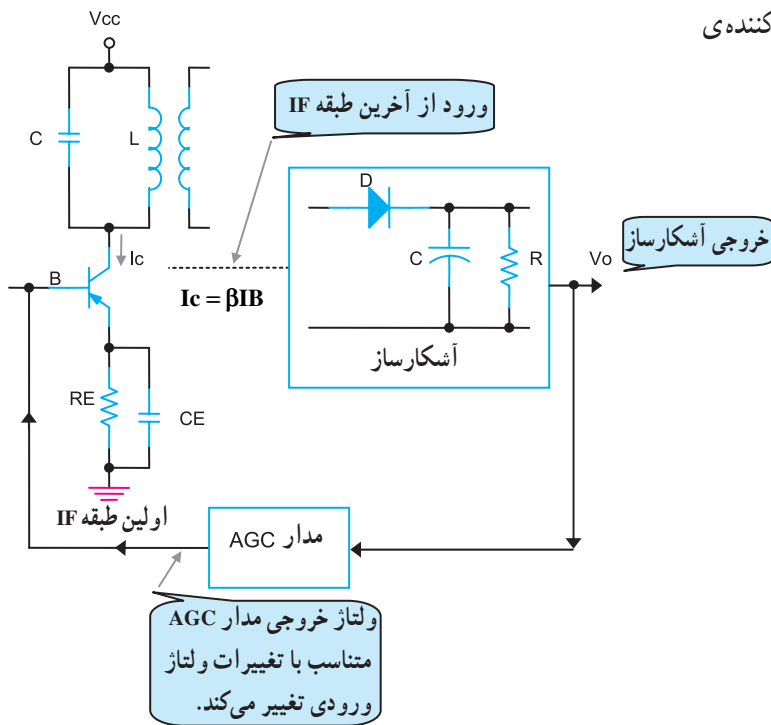 کننده‌ی
Vcc
ورود از آخرین طبقه IF
C
L
D
Ic
C
R
خروجی آشکارساز
Vo
B
Ic = βIB
آشکارساز
RE
CE
اولین طبقه IF
مدار AGC
ولتاژ خروجی مدار AGC
متناسب با تغییرات ولتاژ
ورودی تغییر می‌کند.